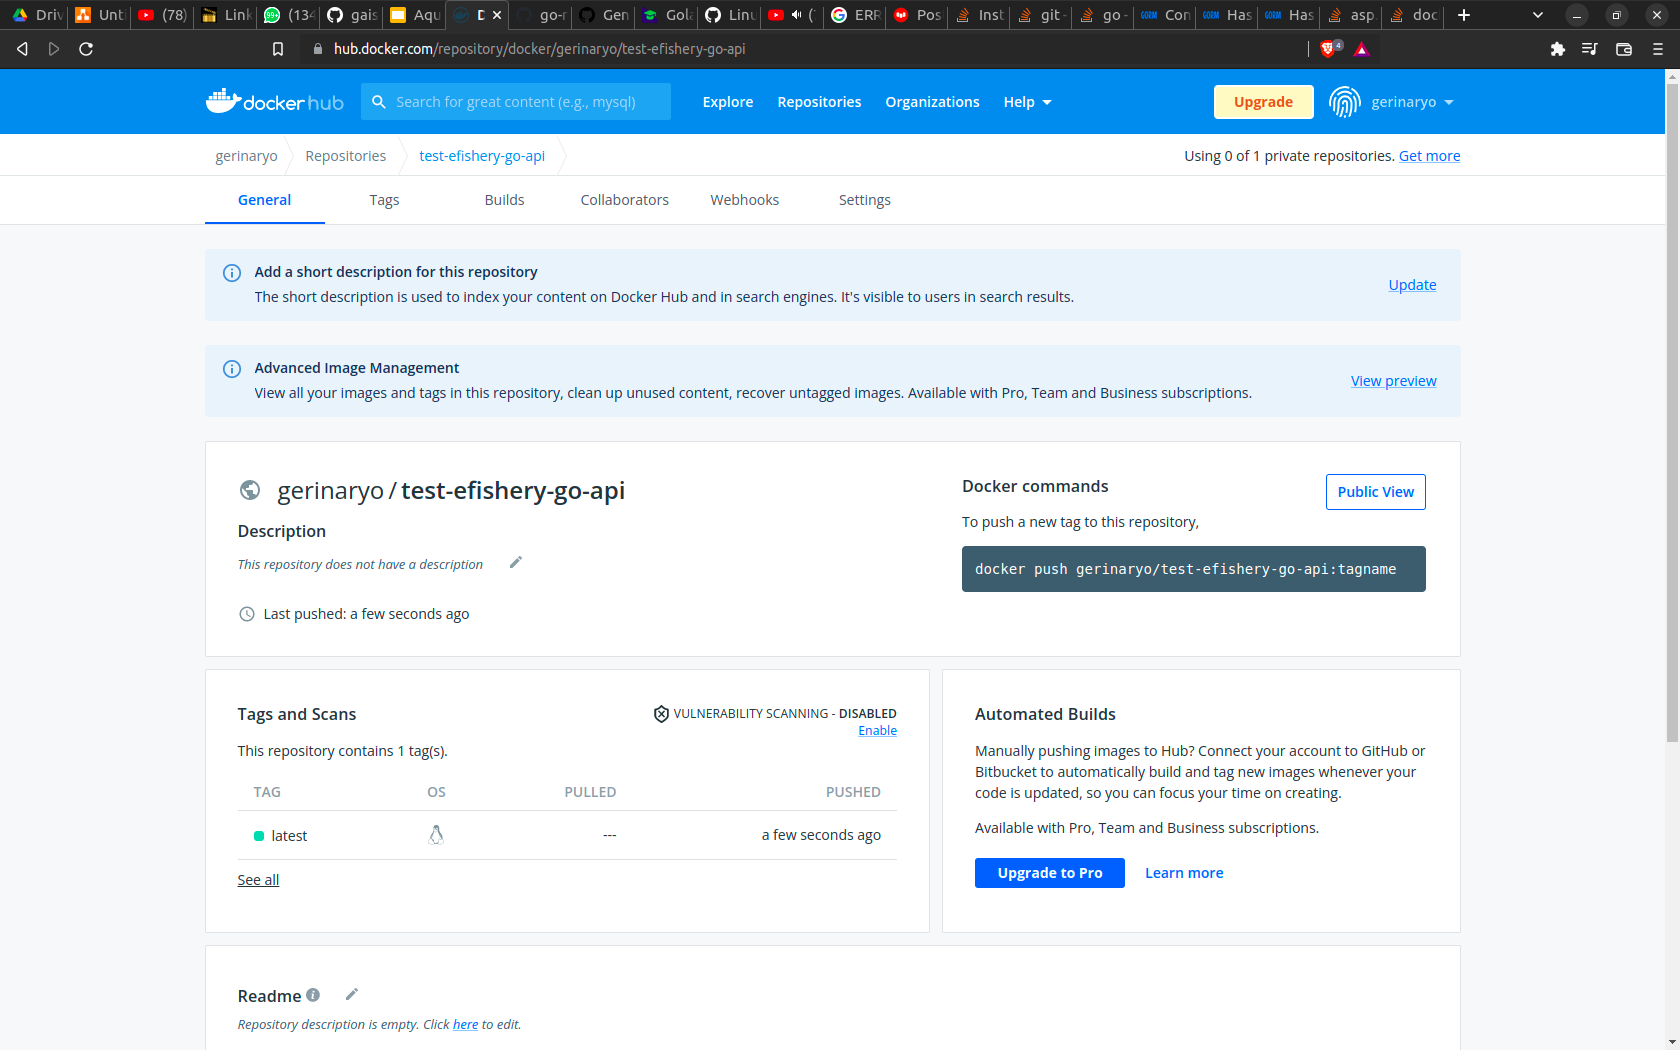 Driv
Unti
(78)
Link
(134
gais
Aqu
D
go-r
Gen
Gola
Linu
(
ERR
Pos
Inst
git -
go -
Con
Has
Has
asp.
doc
hub.docker.com/repository/docker/gerinaryo/test-efishery-go-api
4
docker hub
Search for great content (e.g., mysql)
Explore
Repositories
Organizations
Help
Upgrade
gerinaryo
gerinaryo
Repositories
test-efishery-go-api
Using 0 of 1 private repositories. Get more
General
Tags
Builds
Collaborators
Webhooks
Settings
Add a short description for this repository
The short description is used to index your content on Docker Hub and in search engines. It's visible to users in search results.
Update
Advanced Image Management
View all your images and tags in this repository, clean up unused content, recover untagged images. Available with Pro, Team and Business subscriptions.
View preview
gerinaryo / test-efishery-go-api
Description
This repository does not have a description
Last pushed: a few seconds ago
Docker commands
Public View
To push a new tag to this repository,
docker push gerinaryo/test-efishery-go-api:tagname
Tags and Scans
VULNERABILITY SCANNING - DISABLED
Enable
This repository contains 1 tag(s).
TAG OS PULLED PUSHED
latest --- a few seconds ago
See all
Automated Builds
Manually pushing images to Hub? Connect your account to GitHub or
Bitbucket to automatically build and tag new images whenever your
code is updated, so you can focus your time on creating.
Available with Pro, Team and Business subscriptions.
Upgrade to Pro
Learn more
Readme
Repository description is empty. Click here to edit.